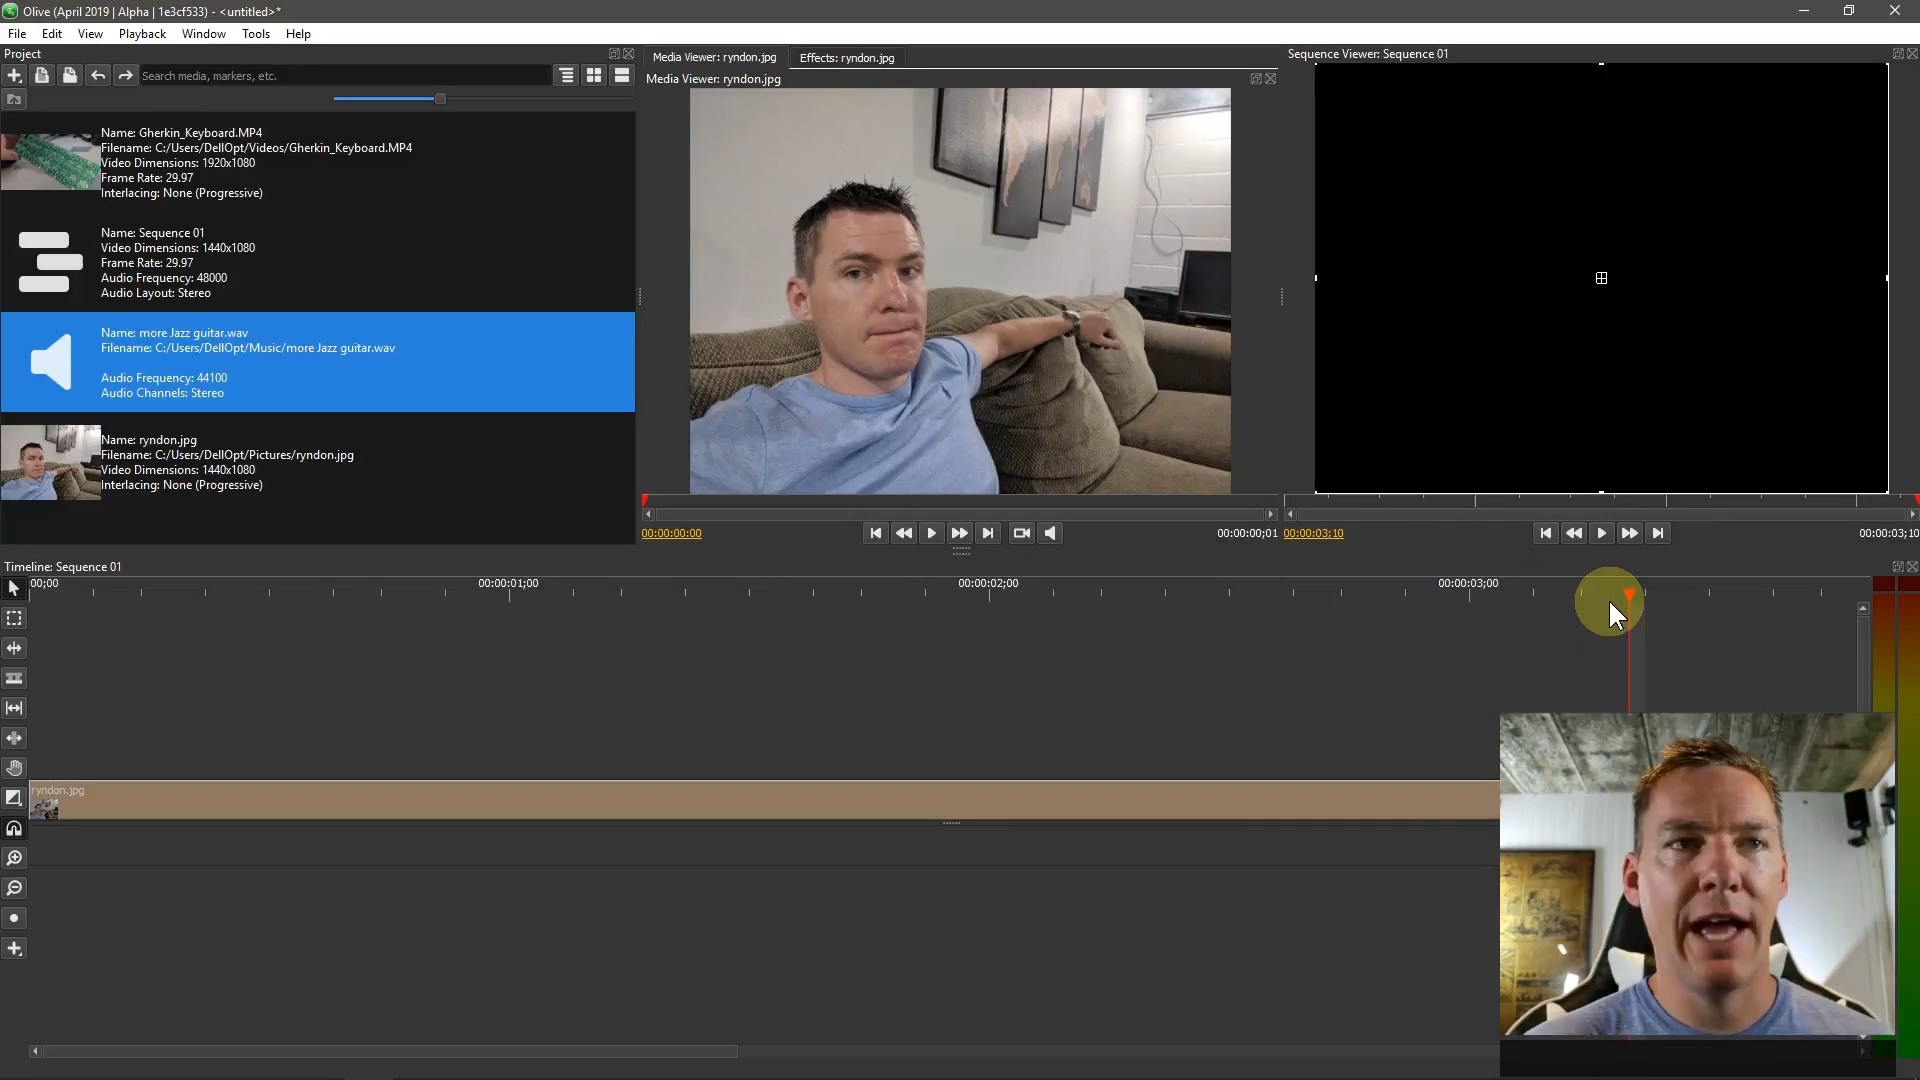 Olive (April 2019 | Alpha | 1e3cf533) - <untitled>*
File Edit View Playback Window Tools Help
Project
Search media, markers, etc.
Name: Gherkin_Keyboard.MP4
Filename: C:/Users/DellOpt/Videos/Gherkin_Keyboard.MP4
Video Dimensions: 1920x1080
Frame Rate: 29.97
Interlacing: None (Progressive)
Name: Sequence 01
Video Dimensions: 1440x1080
Frame Rate: 29.97
Audio Frequency: 48000
Audio Layout: Stereo
Name: more Jazz guitar.wav
Filename: C:/Users/DellOpt/Music/more Jazz guitar.wav
Audio Frequency: 44100
Audio Channels: Stereo
Name: ryndon.jpg
Filename: C:/Users/DellOpt/Pictures/ryndon.jpg
Video Dimensions: 1440x1080
Interlacing: None (Progressive)
Media Viewer: ryndon.jpg Effects: ryndon.jpg
Media Viewer: ryndon.jpg
00:00:00;00 00:00:00;01
Sequence Viewer: Sequence 01
00:00:03;10 00:00:03;10
Timeline: Sequence 01
00;00 00:00:01;00 00:00:02;00 00:00:03;00
ryndon.jpg